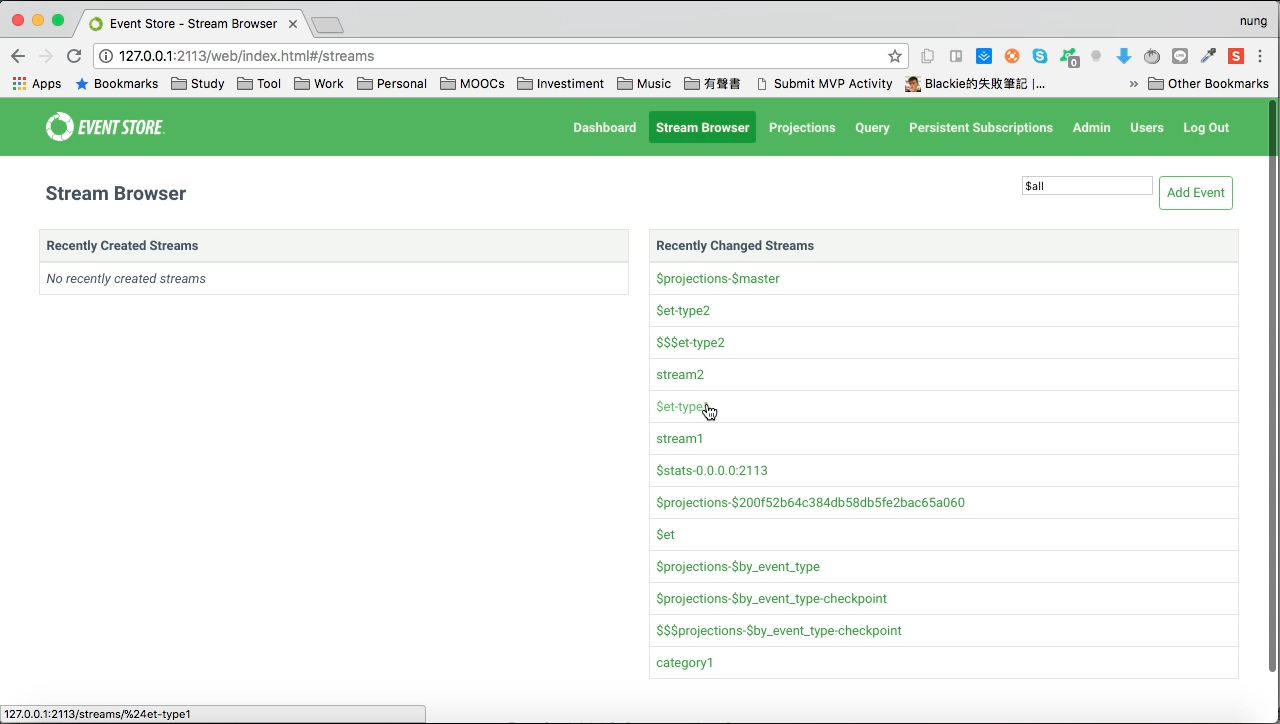 Event Store - Stream Browser
nung
127.0.0.1:2113/web/index.html#/streams
0
S
Apps Bookmarks Study Tool Work Personal MOOCs Investiment Music 有聲書 Submit MVP Activity Blackie的失敗筆記 |... » Other Bookmarks
EVENT STORE Dashboard Stream Browser Projections Query Persistent Subscriptions Admin Users Log Out
Stream Browser
$all
Add Event
Recently Created Streams
No recently created streams
Recently Changed Streams
$projections-$master
$et-type2
$$$et-type2
stream2
$et-type
stream1
$stats-0.0.0.0:2113
$projections-$200f52b64c384db58db5fe2bac65a060
$et
$projections-$by_event_type
$projections-$by_event_type-checkpoint
$$$projections-$by_event_type-checkpoint
category1
127.0.0.1:2113/streams/%24et-type1